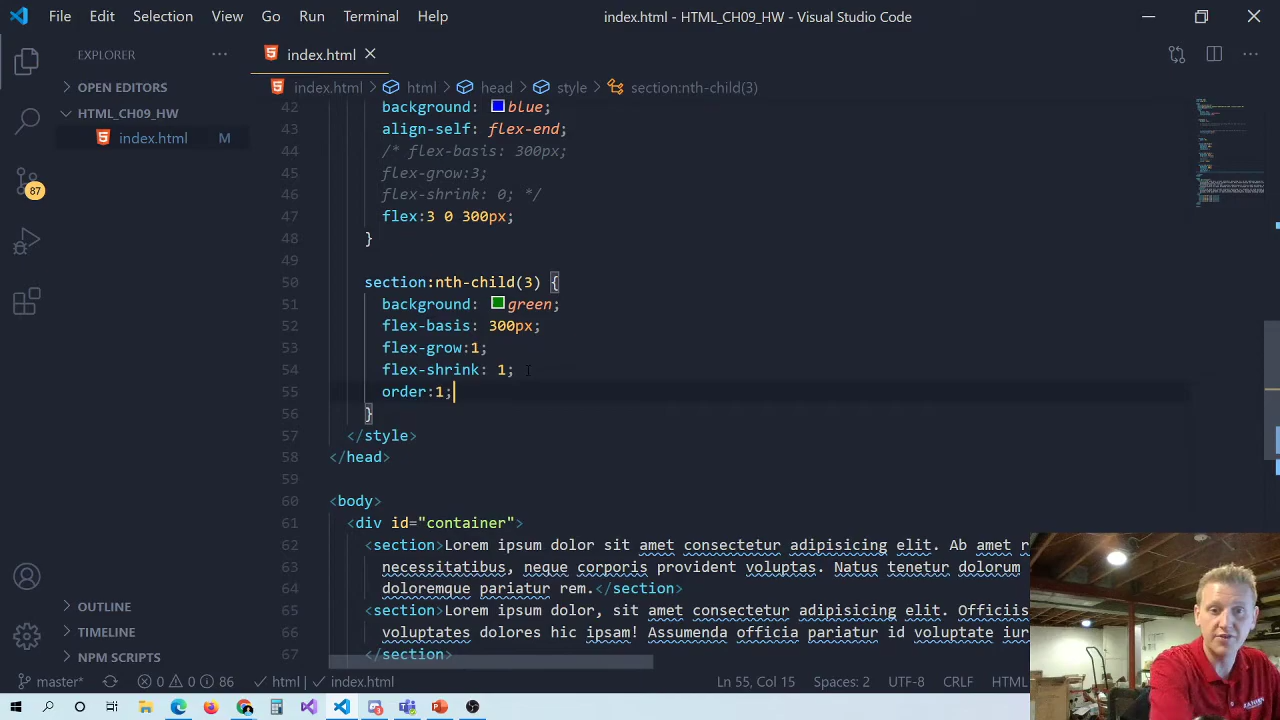 File Edit Selection View Go Run Terminal Help
index.html - HTML_CH09_HW - Visual Studio Code
EXPLORER
OPEN EDITORS
HTML_CH09_HW
index.html M
87
OUTLINE
TIMELINE
NPM SCRIPTS
index.html
index.html > html > head > style > section:nth-child(3)
42 background: blue;
43 align-self: flex-end;
44 /* flex-basis: 300px;
45 flex-grow:3;
46 flex-shrink: 0; */
47 flex:3 0 300px;
48 }
49
50 section:nth-child(3) {
51 background: green;
52 flex-basis: 300px;
53 flex-grow:1;
54 flex-shrink: 1;
55 order:1;
56 }
57 </style>
58 </head>
59
60 <body>
61 <div id="container">
62 <section>Lorem ipsum dolor sit amet consectetur adipisicing elit. Ab amet r
63 necessitatibus, neque corporis provident voluptas. Natus tenetur dolorum
64 doloremque pariatur rem.</section>
65 <section>Lorem ipsum dolor, sit amet consectetur adipisicing elit. Officiis
66 voluptates dolores hic ipsam! Assumenda officia pariatur id voluptate iur
67 </section>
master* 0 0 86 html index.html Ln 55, Col 15 Spaces: 2 UTF-8 CRLF HTML